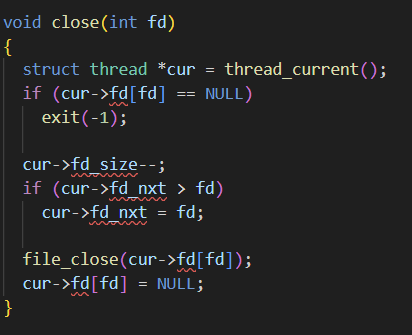 void close(int fd)
{
  struct thread *cur = thread_current();
  if (cur->fd[fd] == NULL)
    exit(-1);

  cur->fd_size--;
  if (cur->fd_nxt > fd)
    cur->fd_nxt = fd;

  file_close(cur->fd[fd]);
  cur->fd[fd] = NULL;
}